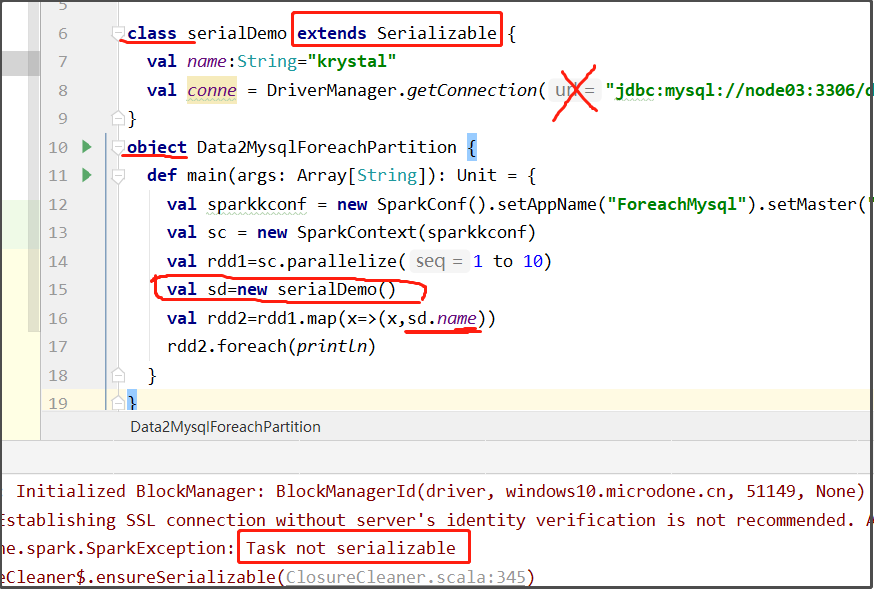 5
6 class serialDemo extends Serializable {
7 val name:String="krystal"
8 val conne = DriverManager.getConnection( url = "jdbc:mysql://node03:3306/d
9 }
10 object Data2MysqlForeachPartition {
11 def main(args: Array[String]): Unit = {
12 val sparkkconf = new SparkConf().setAppName("ForeachMysql").setMaster("
13 val sc = new SparkContext(sparkkconf)
14 val rdd1=sc.parallelize( seq = 1 to 10)
15 val sd=new serialDemo()
16 val rdd2=rdd1.map(x=>(x,sd.name))
17 rdd2.foreach(println)
18 }
19 }
Data2MysqlForeachPartition
: Initialized BlockManager: BlockManagerId(driver, windows10.microdone.cn, 51149, None)
Establishing SSL connection without server's identity verification is not recommended. A
he.spark.SparkException: Task not serializable
eCleaner$.ensureSerializable(ClosureCleaner.scala:345)